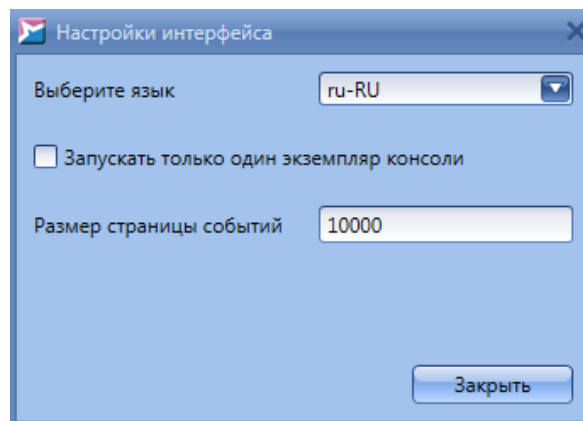 Настройки интерфейса
Выберите язык ru-RU
Запускать только один экземпляр консоли
Размер страницы событий 10000
Закрыть